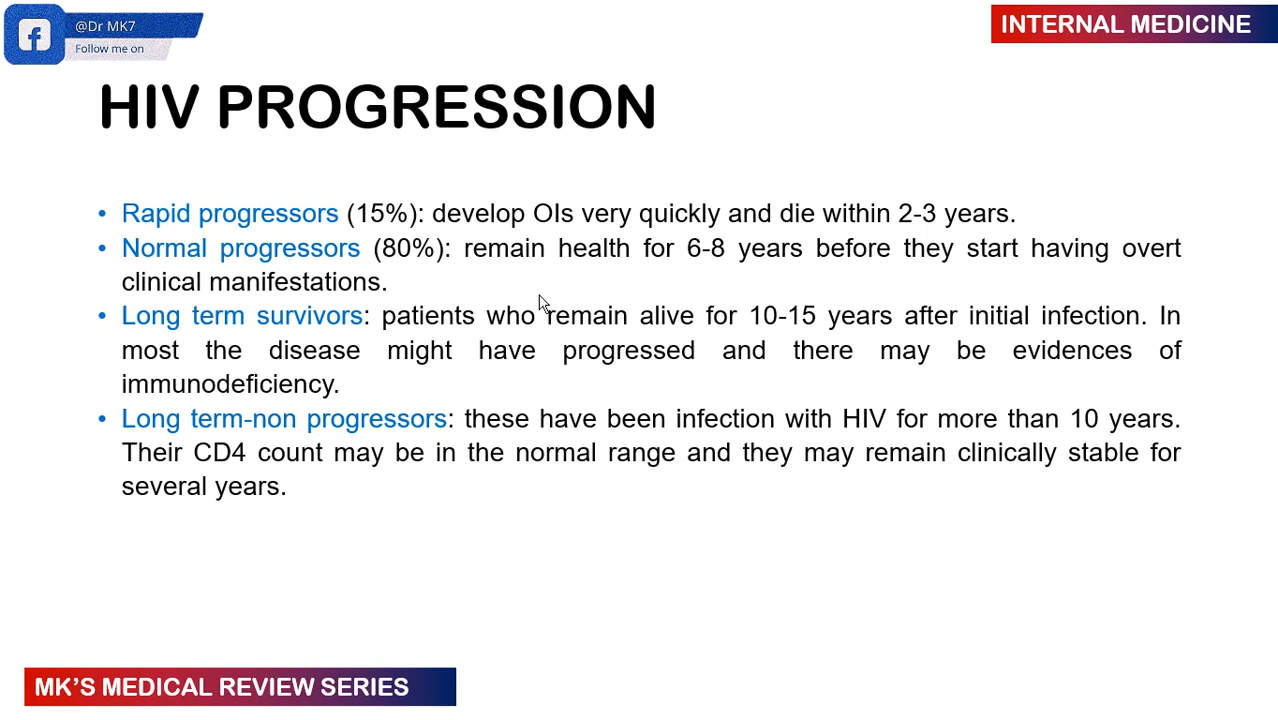 @Dr MK7
Follow me on
INTERNAL MEDICINE
HIV PROGRESSION
• Rapid progressors (15%): develop OIs very quickly and die within 2-3 years.
• Normal progressors (80%): remain health for 6-8 years before they start having overt
clinical manifestations.
• Long term survivors: patients who remain alive for 10-15 years after initial infection. In
most the disease might have progressed and there may be evidences of
immunodeficiency.
• Long term-non progressors: these have been infection with HIV for more than 10 years.
Their CD4 count may be in the normal range and they may remain clinically stable for
several years.
MK’S MEDICAL REVIEW SERIES